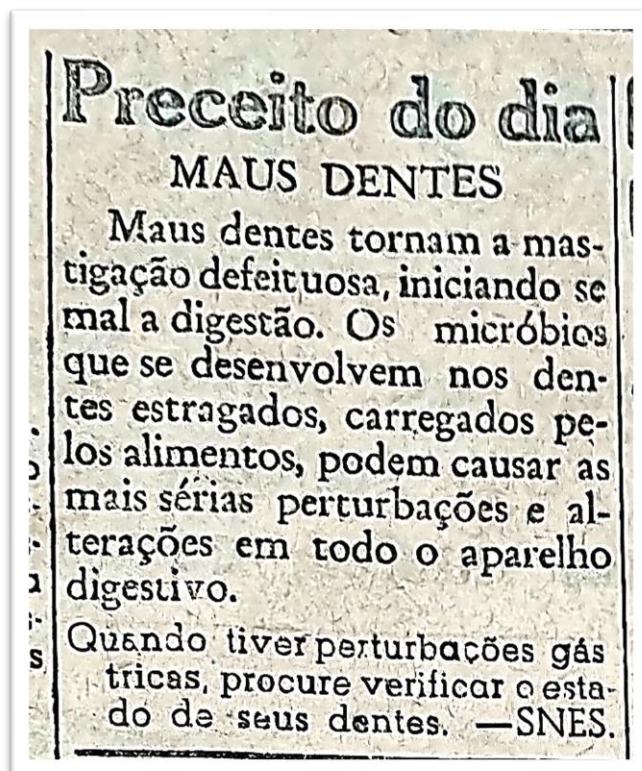 Preceito do dia
MAUS DENTES
Maus dentes tornam a mas-
tigação defeituosa, iniciando se
mal a digestão. Os micróbios
que se desenvolvem nos den-
tes estragados, carregados pe-
los alimentos, podem causar as
mais sérias perturbações e al-
terações em todo o aparelho
digestivo.
Quando tiver perturbações gás
tricas, procure verificar o esta-
do de seus dentes. —SNES.